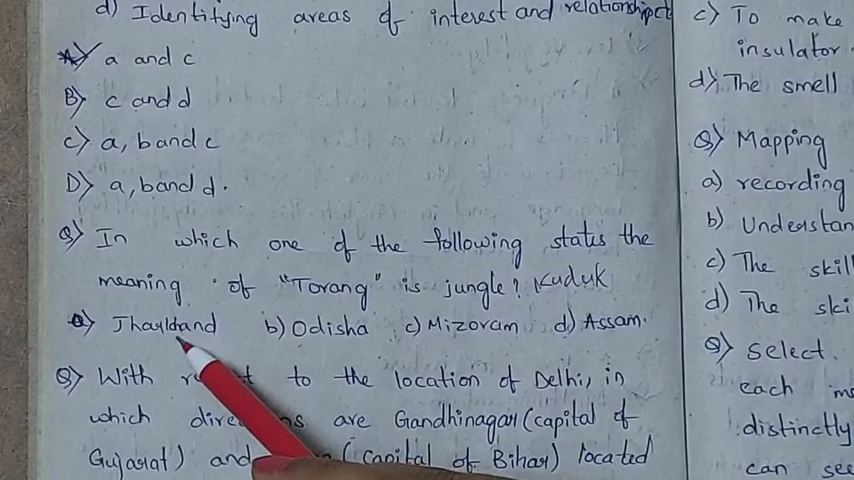 d) Identifying areas of interest and relationship
A) a and c
B) c and d
C) a, b and c
D) a, b and d.
Q) In which one of the following states the
meaning of "Torang" is jungle? Kuduk
a) Jharkhand b) Odisha c) Mizoram d) Assam.
Q) With to the location of Delhi, in
which are Gandhinagar (capital of
Gujarat) and (capital of Bihar) located
c) To make
insulator.
d) The smell
Q) Mapping
a) recording
b) Understan
c) The skill
d) The ski
Q) Select.
each
distinctly
can see